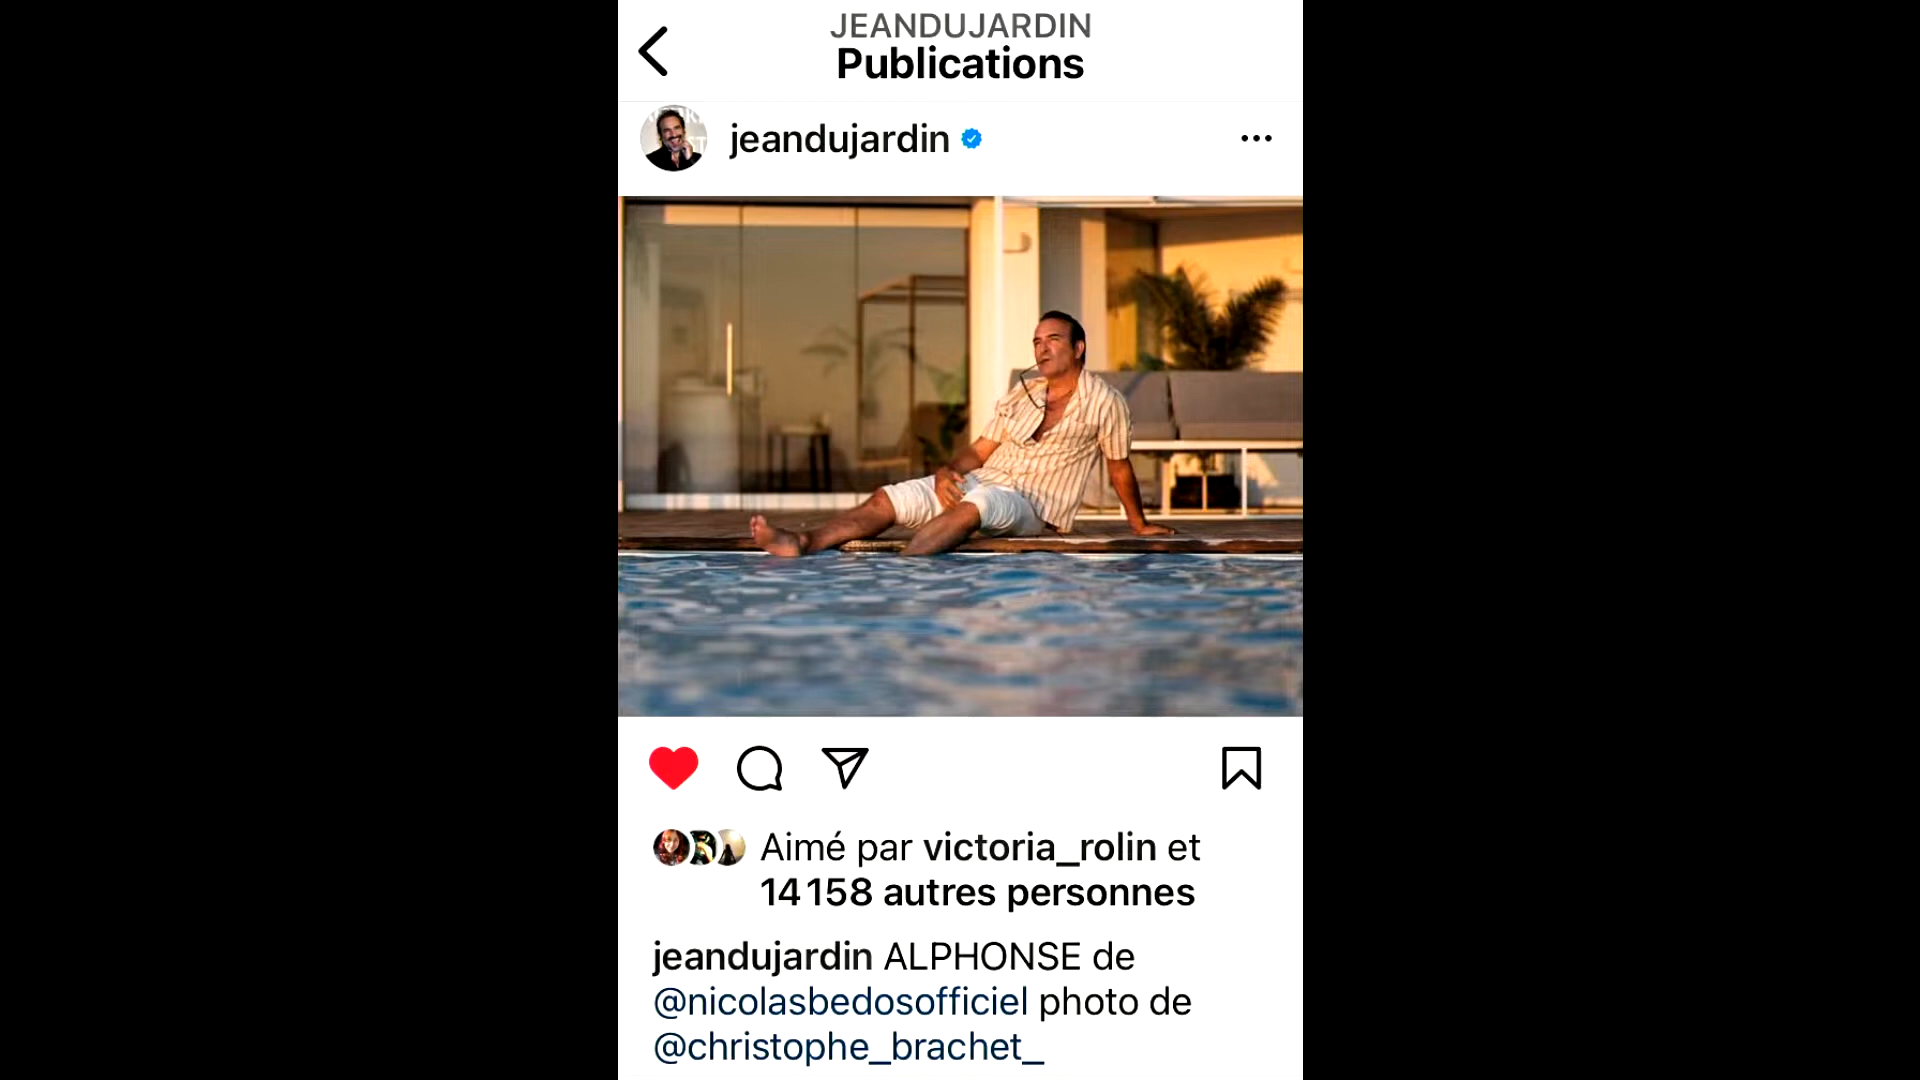 JEANDUJARDIN
Publications
jeandujardin
Aimé par victoria_rolin et
14 158 autres personnes
jeandujardin ALPHONSE de
@nicolasbedosofficiel photo de
@christophe_brachet_